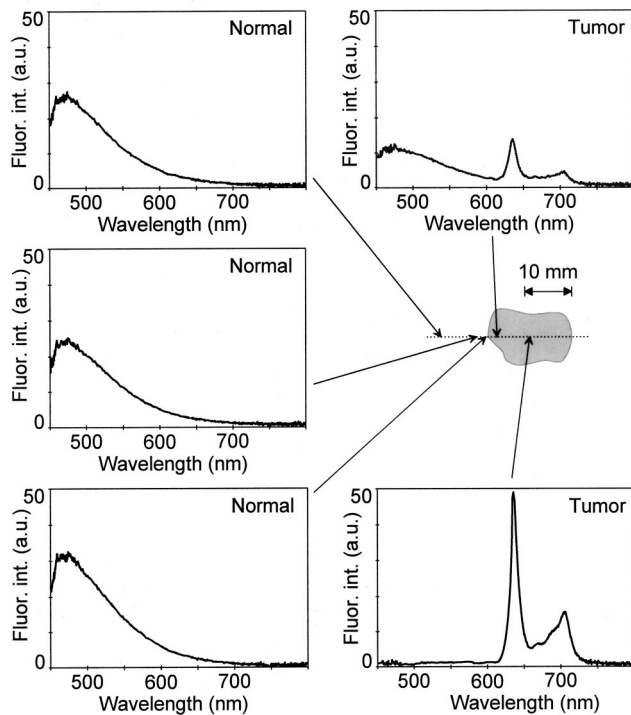 50
Normal
Fluor. int. (a.u.)
0
500 600 700
Wavelength (nm)
50
Tumor
Fluor. int. (a.u.)
0
500 600 700
Wavelength (nm)
50
Normal
Fluor. int. (a.u.)
0
500 600 700
Wavelength (nm)
10 mm
50
Normal
Fluor. int. (a.u.)
0
500 600 700
Wavelength (nm)
50
Tumor
Fluor. int. (a.u.)
0
500 600 700
Wavelength (nm)